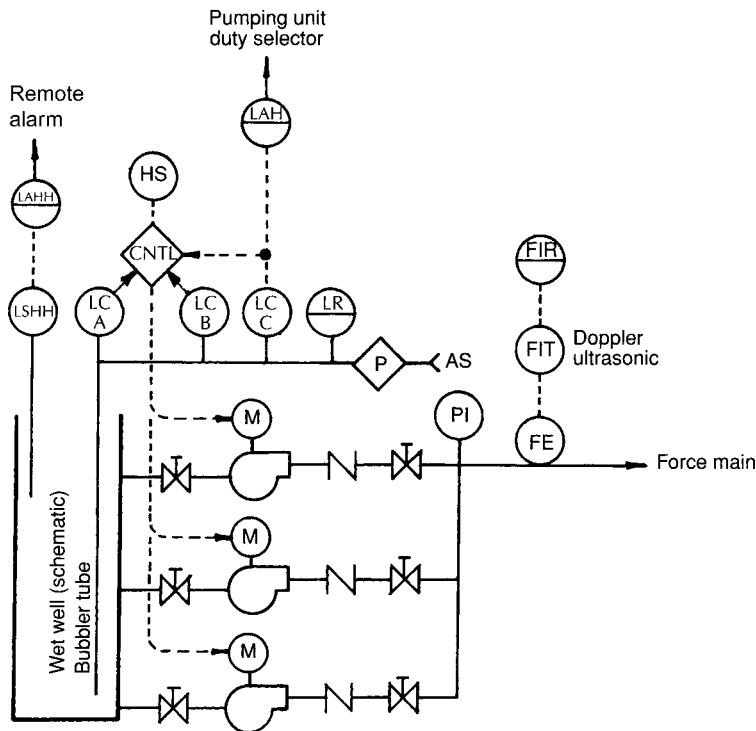 Pumping unit
duty selector
Remote
alarm
LAH
HS
LAHH
CNTL
FIR
LSHH
LC
A
LC
B
LC
C
LR
FIT
Doppler
ultrasonic
P
AS
M
PI
FE
Force main
M
M
Wet well (schematic)
Bubbler tube